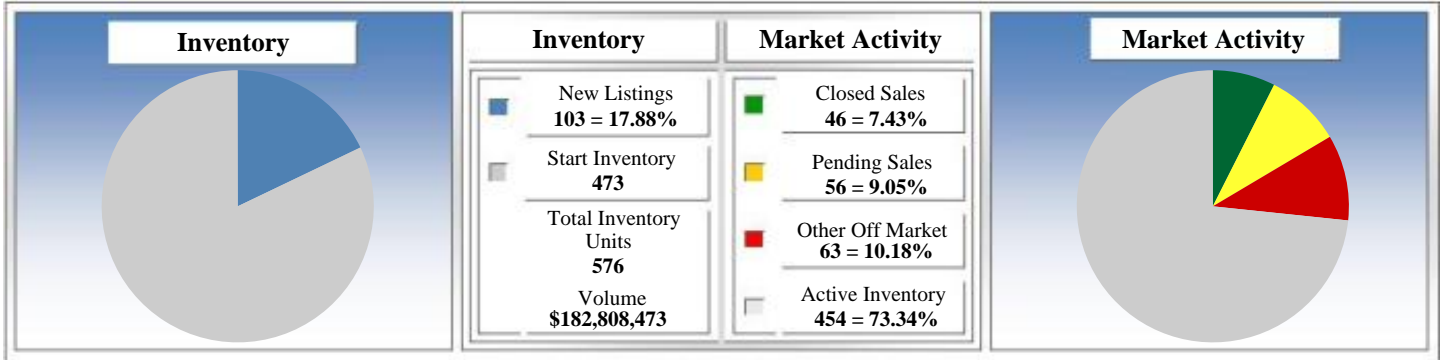 Inventory
Inventory
Market Activity
Market Activity
New Listings
103 = 17.88%
Start Inventory
473
Total Inventory
Units
576
Volume
$182,808,473
Closed Sales
46 = 7.43%
Pending Sales
56 = 9.05%
Other Off Market
63 = 10.18%
Active Inventory
454 = 73.34%